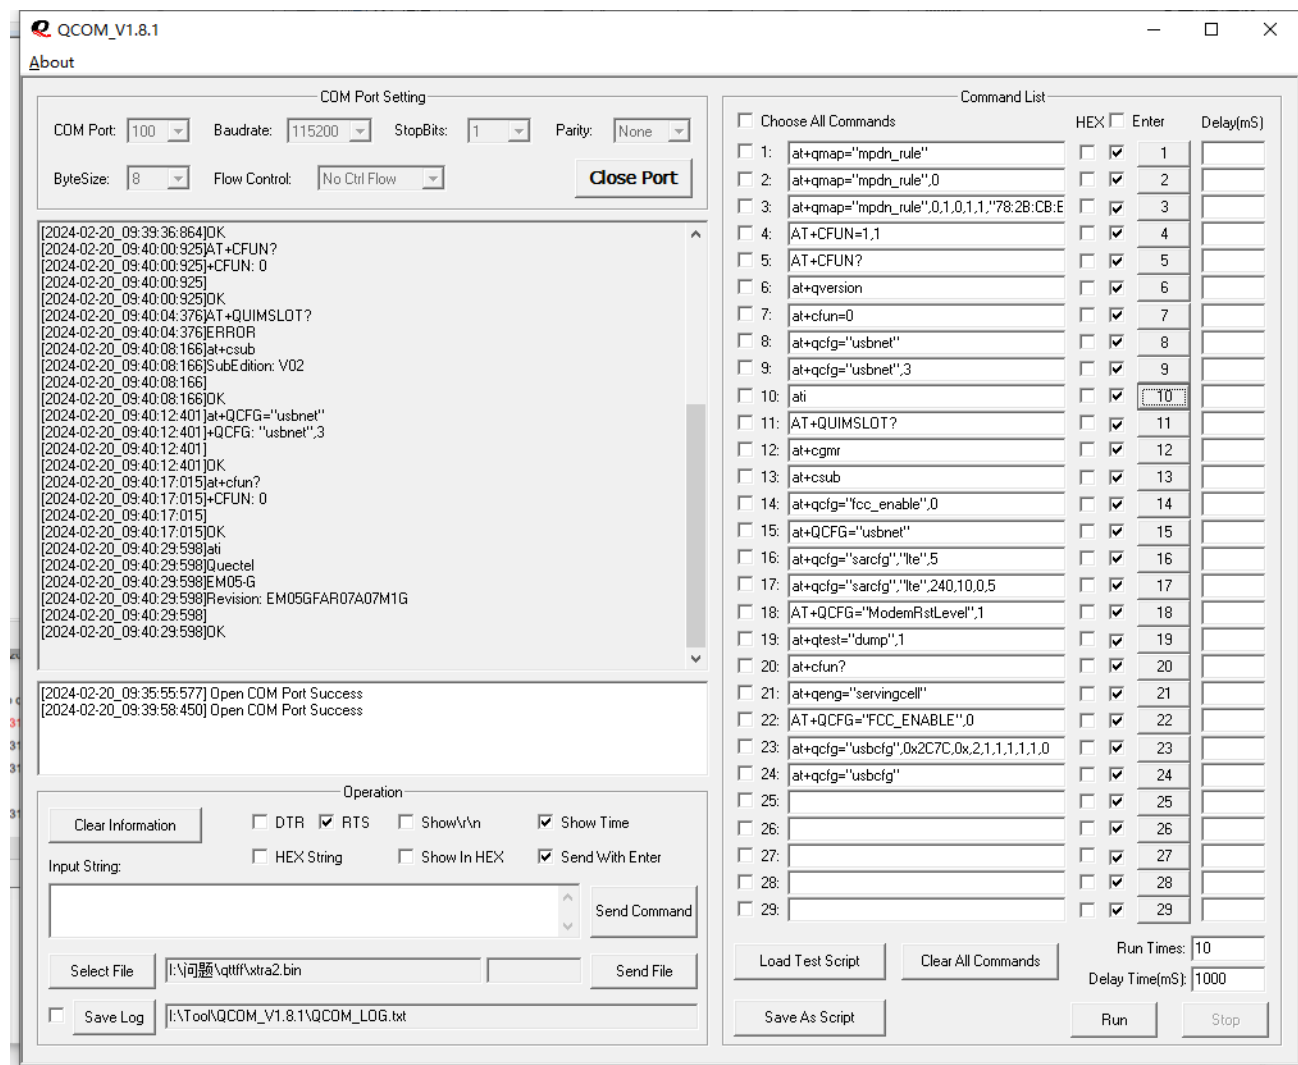 QCOM_V1.8.1
About
COM Port Setting
COM Port: 100 Baudrate: 115200 StopBits: 1 Parity: None
ByteSize: 8 Flow Control: No Ctrl Flow Close Port
[2024-02-20_09:39:36:864]OK
[2024-02-20_09:40:00:925]AT+CFUN?
[2024-02-20_09:40:00:925]+CFUN: 0
[2024-02-20_09:40:00:925]
[2024-02-20_09:40:00:925]OK
[2024-02-20_09:40:04:376]AT+QUIMSLOT?
[2024-02-20_09:40:04:376]ERROR
[2024-02-20_09:40:08:166]at+csub
[2024-02-20_09:40:08:166]SubEdition: V02
[2024-02-20_09:40:08:166]
[2024-02-20_09:40:08:166]OK
[2024-02-20_09:40:12:401]at+QCFG="usbnet"
[2024-02-20_09:40:12:401]+QCFG: "usbnet",3
[2024-02-20_09:40:12:401]
[2024-02-20_09:40:12:401]OK
[2024-02-20_09:40:17:015]at+cfun?
[2024-02-20_09:40:17:015]+CFUN: 0
[2024-02-20_09:40:17:015]
[2024-02-20_09:40:17:015]OK
[2024-02-20_09:40:29:598]ati
[2024-02-20_09:40:29:598]Quectel
[2024-02-20_09:40:29:598]EM05-G
[2024-02-20_09:40:29:598]Revision: EM05GFAR07A07M1G
[2024-02-20_09:40:29:598]
[2024-02-20_09:40:29:598]OK
[2024-02-20_09:35:55:577] Open COM Port Success
[2024-02-20_09:39:58:450] Open COM Port Success
Operation
Clear Information DTR RTS Show\r\n Show Time
HEX String Show In HEX Send With Enter
Input String:
Send Command
Select File I:\问题\qttff\xtra2.bin Send File
Save Log I:\Tool\QCOM_V1.8.1\QCOM_LOG.txt
Command List
Choose All Commands HEX Enter Delay(mS)
1: at+qmap="mpdn_rule" 1
2: at+qmap="mpdn_rule",0 2
3: at+qmap="mpdn_rule",0,1,0,1,1,"78:2B:CB:E 3
4: AT+CFUN=1,1 4
5: AT+CFUN? 5
6: at+qversion 6
7: at+cfun=0 7
8: at+qcfg="usbnet" 8
9: at+qcfg="usbnet",3 9
10: ati 10
11: AT+QUIMSLOT? 11
12: at+cgmr 12
13: at+csub 13
14: at+qcfg="fcc_enable",0 14
15: at+QCFG="usbnet" 15
16: at+qcfg="sarcfg","lte",5 16
17: at+qcfg="sarcfg","lte",240,10,0,5 17
18: AT+QCFG="ModemRstLevel",1 18
19: at+qtest="dump",1 19
20: at+cfun? 20
21: at+qeng="servingcell" 21
22: AT+QCFG="FCC_ENABLE",0 22
23: at+qcfg="usbcfg",0x2C7C,0x,2,1,1,1,1,1,0 23
24: at+qcfg="usbcfg" 24
25: 25
26: 26
27: 27
28: 28
29: 29
Load Test Script Clear All Commands Run Times: 10
Delay Time(mS): 1000
Save As Script Run Stop